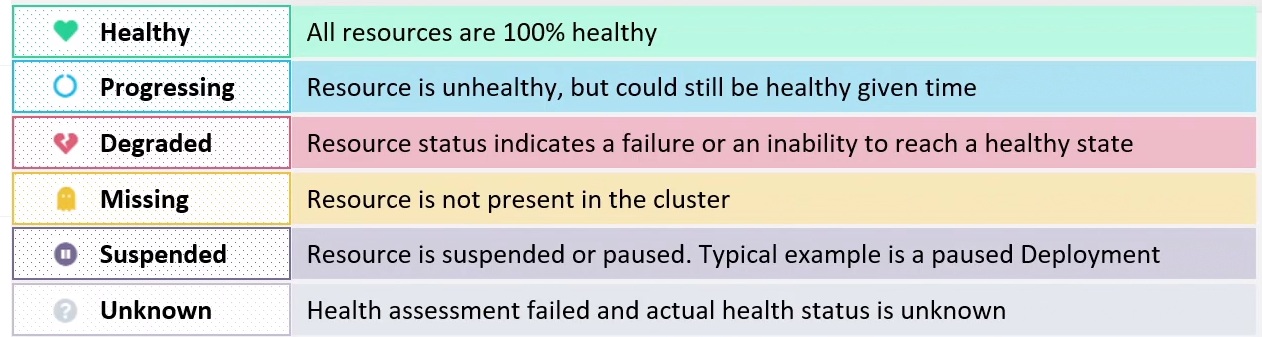 Healthy All resources are 100% healthy
Progressing Resource is unhealthy, but could still be healthy given time
Degraded Resource status indicates a failure or an inability to reach a healthy state
Missing Resource is not present in the cluster
Suspended Resource is suspended or paused. Typical example is a paused Deployment
? Unknown Health assessment failed and actual health status is unknown